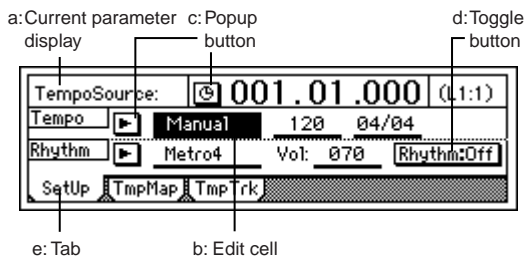 a:Current parameter display
c:Popup button
d:Toggle button
TempoSource: 001.01.000 (L1:1)
Tempo Manual 120 04/04
Rhythm Metro4 Vol: 070 Rhythm:Off
SetUp TmpMap TmpTrk
e: Tab
b: Edit cell